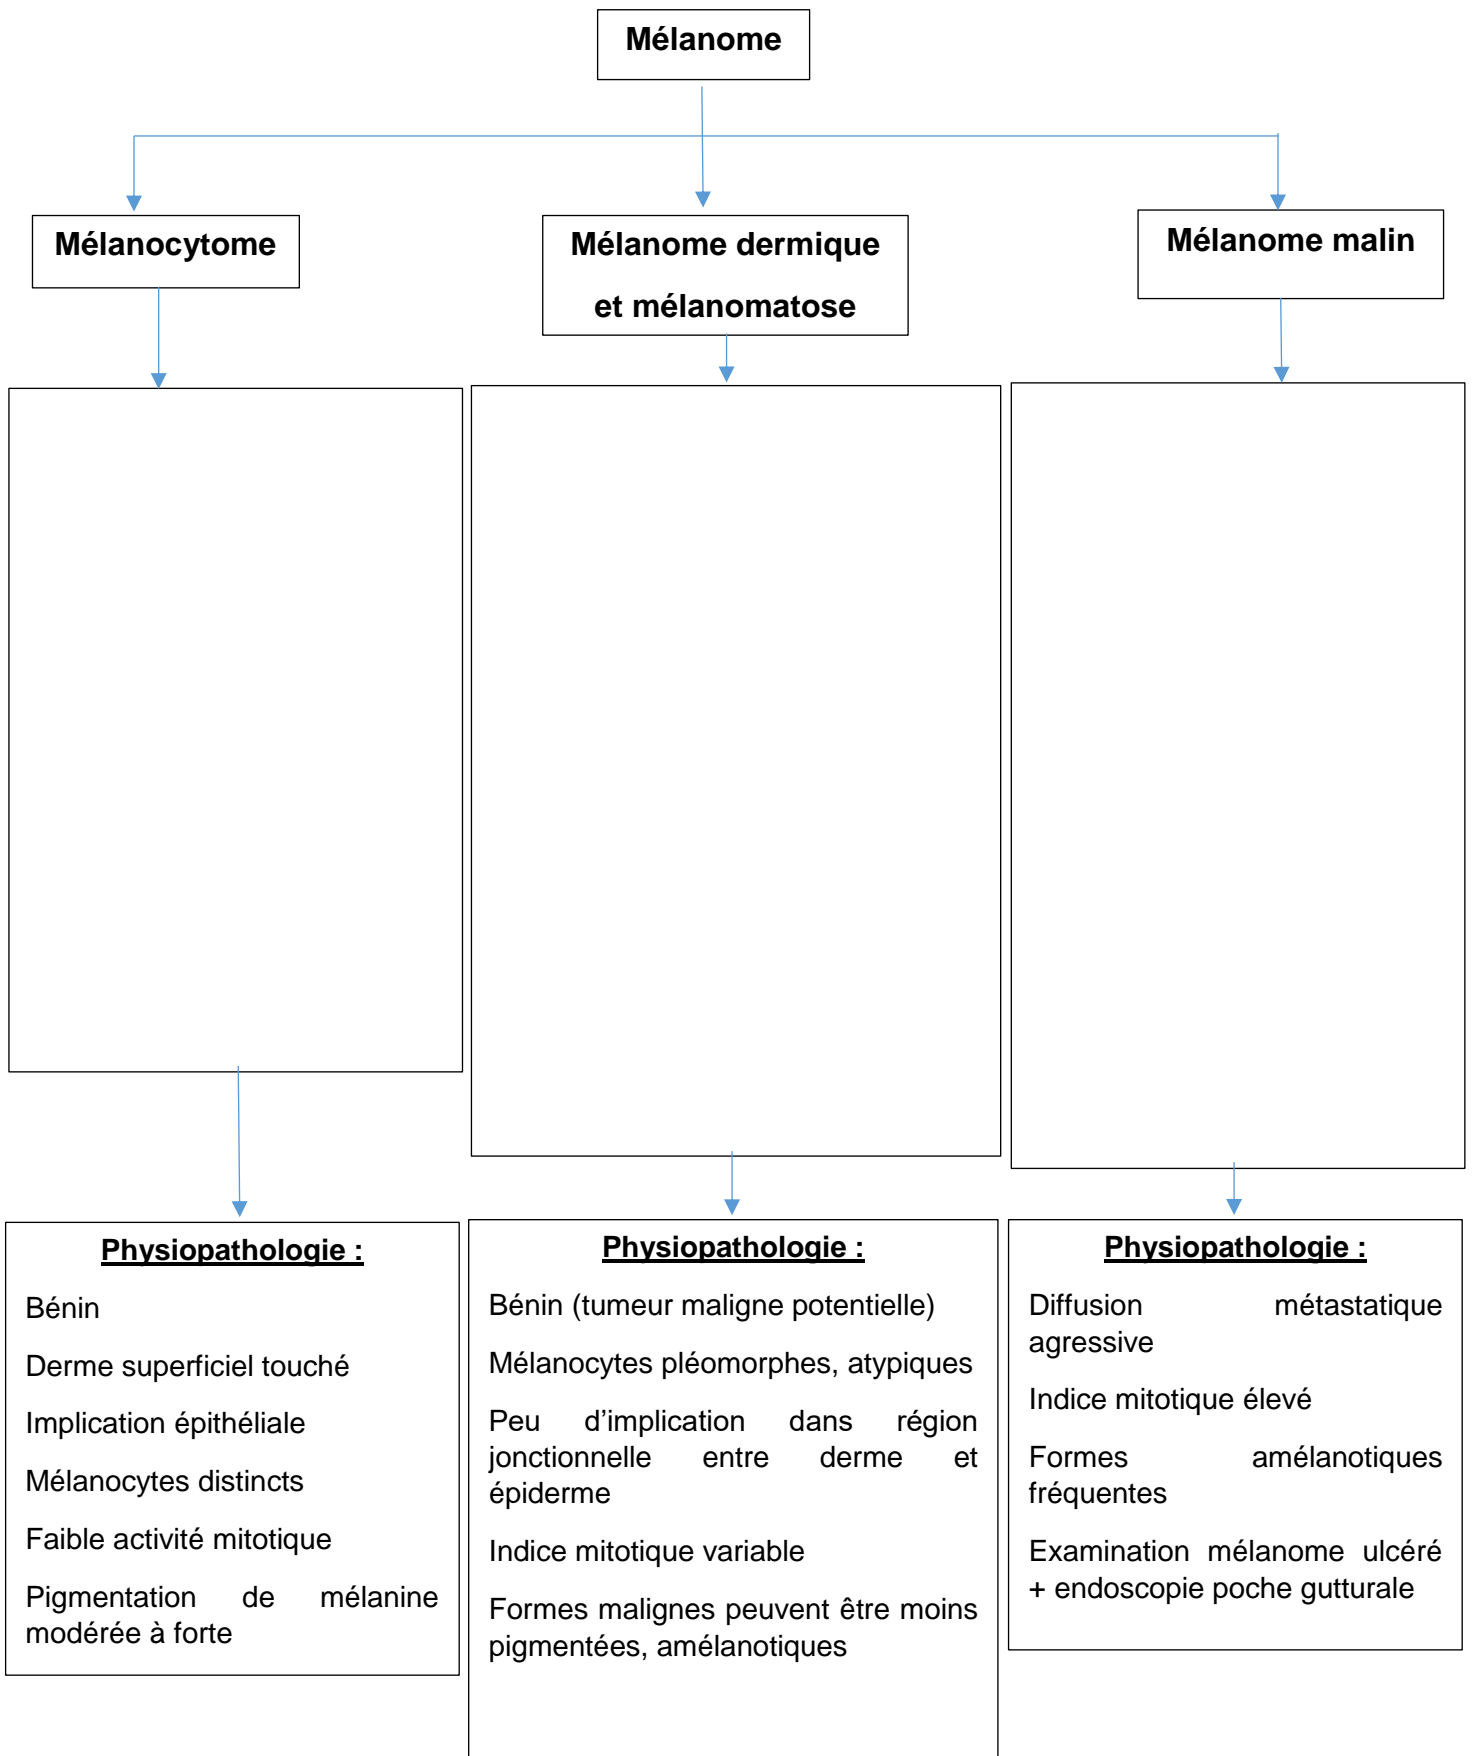 Mélanome
Mélanocytome
Mélanome dermique
et mélanomatose
Mélanome malin
Physiopathologie :
Bénin
Derme superficiel touché
Implication épithéliale
Mélanocytes distincts
Faible activité mitotique
Pigmentation de mélanine
modérée à forte
Physiopathologie :
Bénin (tumeur maligne potentielle)
Mélanocytes pléomorphes, atypiques
Peu d’implication dans région
jonctionnelle entre derme et
épiderme
Indice mitotique variable
Formes malignes peuvent être moins
pigmentées, amélanotiques
Physiopathologie :
Diffusion métastatique
agressive
Indice mitotique élevé
Formes amélanotiques
fréquentes
Examination mélanome ulcéré
+ endoscopie poche gutturale